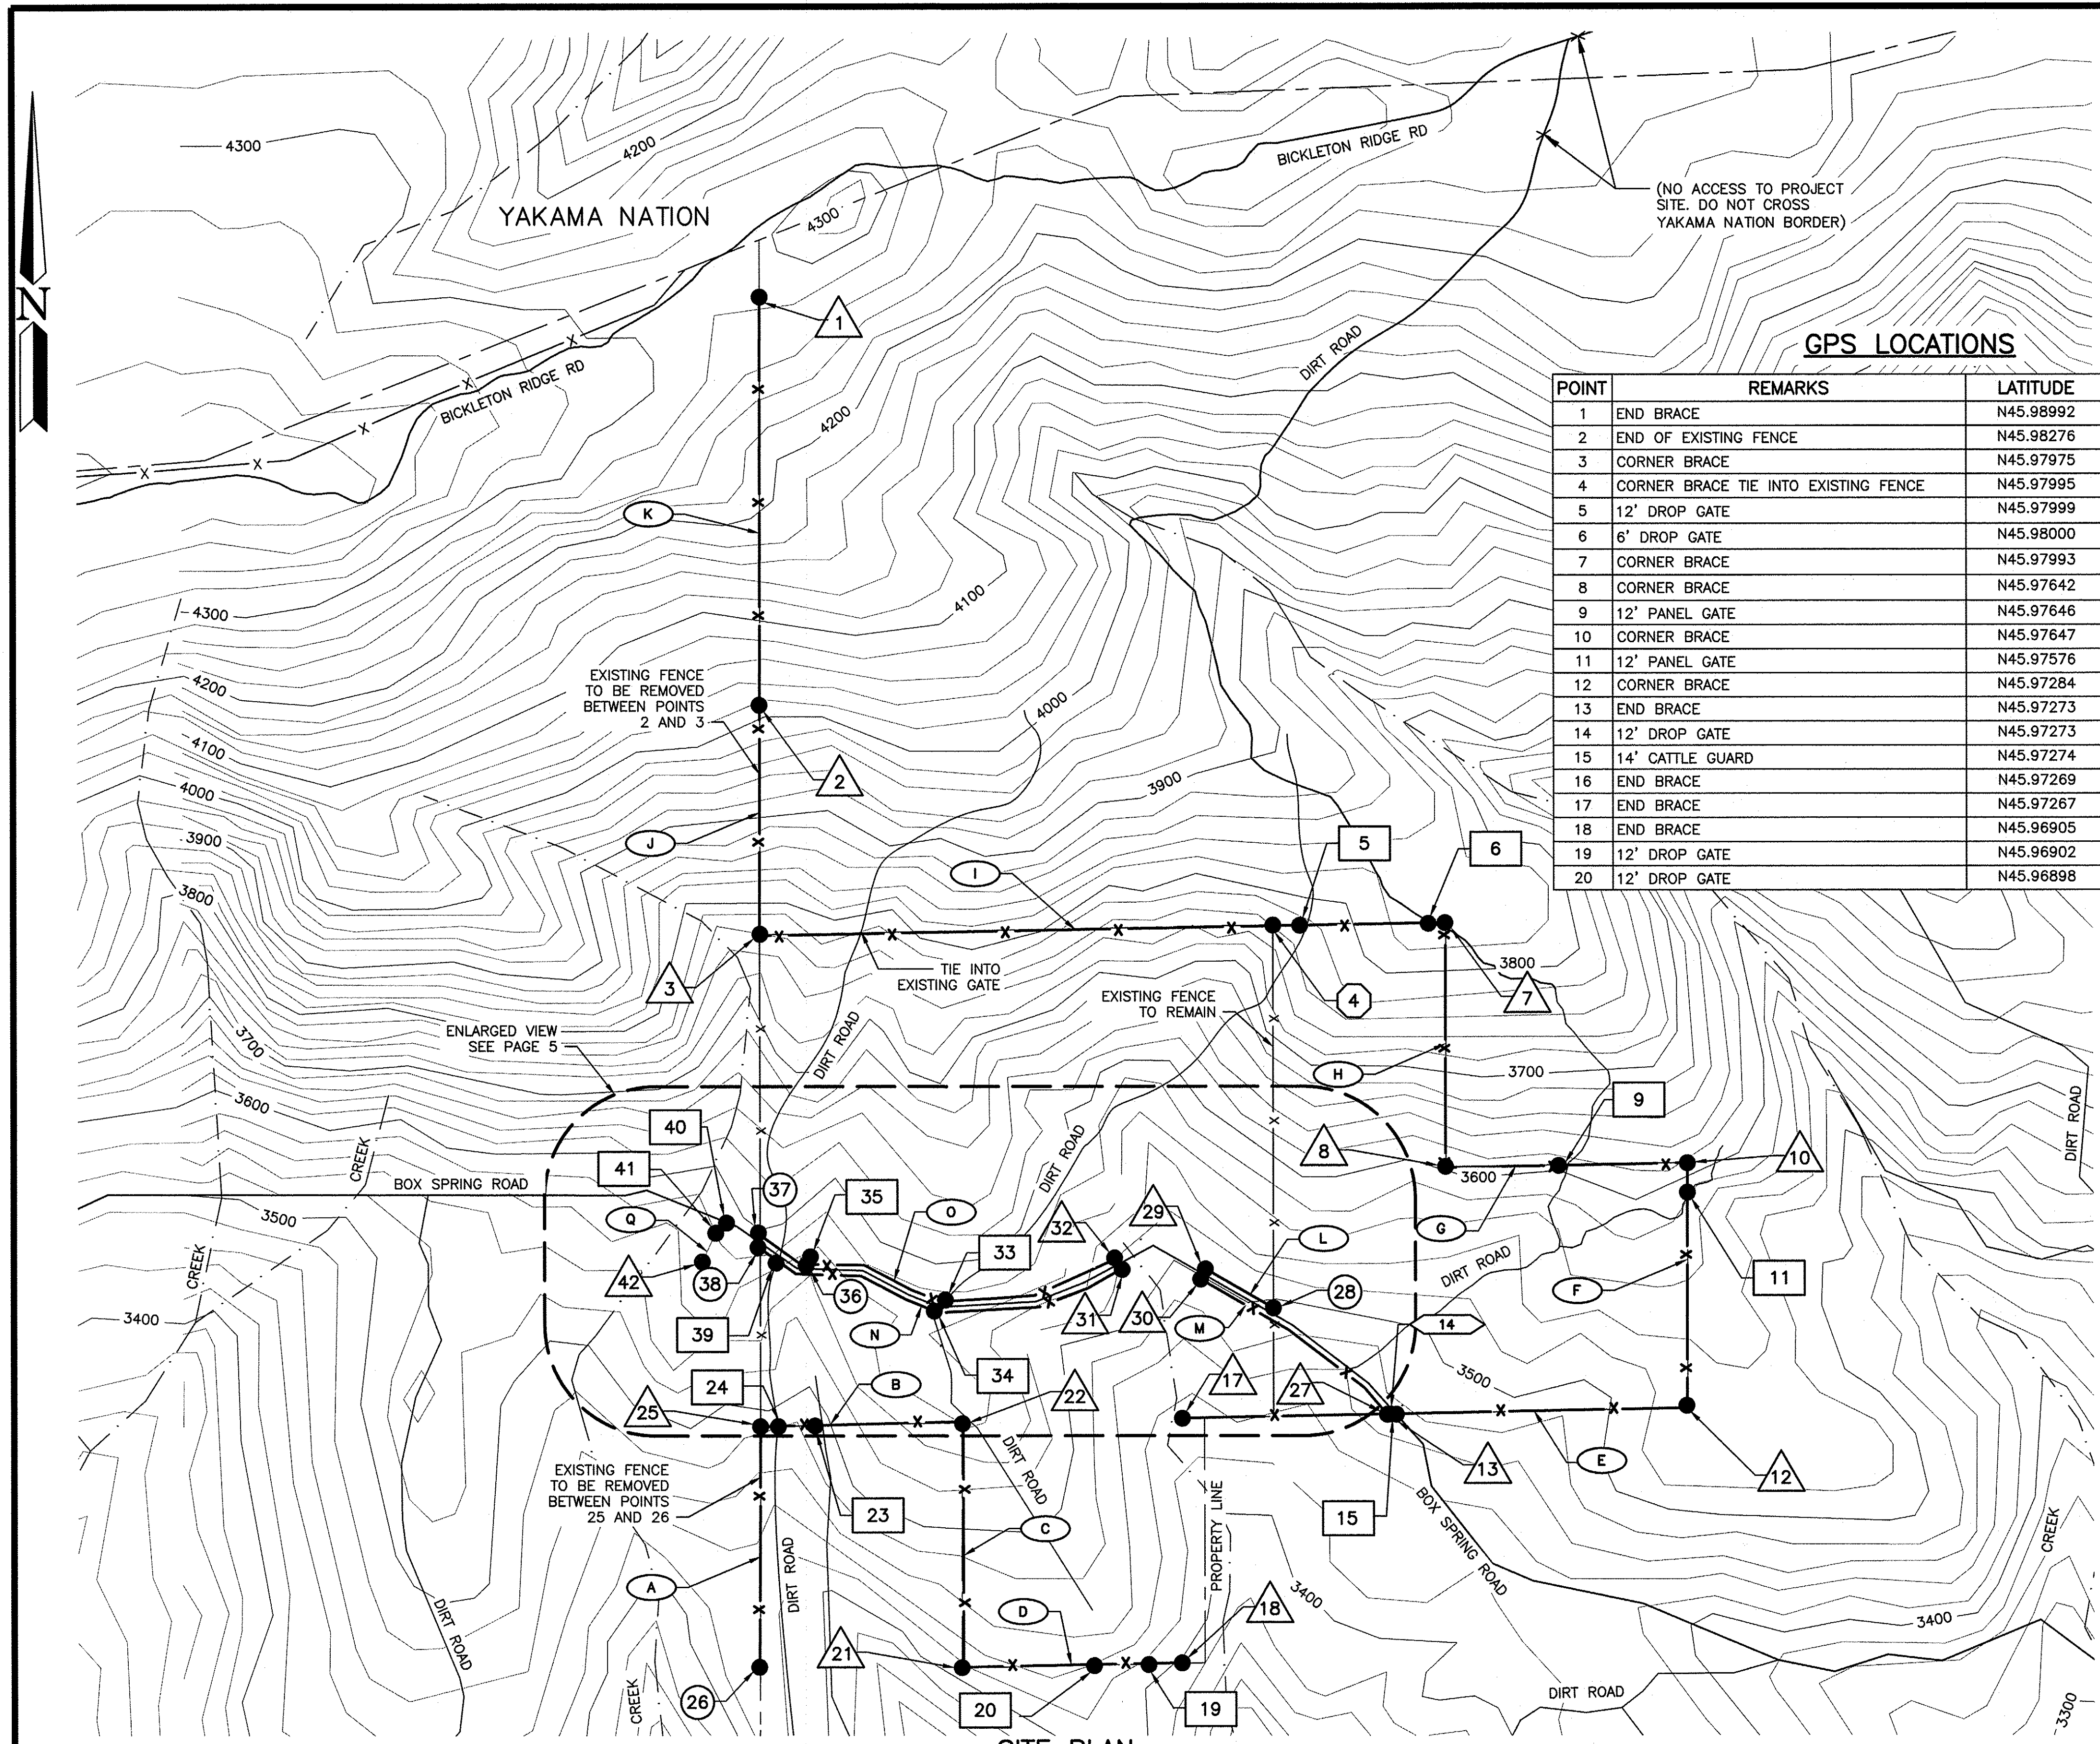 4300
4200
YAKAMA NATION
4300
BICKLETON RIDGE RD
(NO ACCESS TO PROJECT
SITE. DO NOT CROSS
YAKAMA NATION BORDER)
N
1
BICKLETON RIDGE RD
4200
DIRT ROAD
GPS LOCATIONS
POINT REMARKS LATITUDE
1 END BRACE N45.98992
2 END OF EXISTING FENCE N45.98276
3 CORNER BRACE N45.97975
4 CORNER BRACE TIE INTO EXISTING FENCE N45.97995
5 12' DROP GATE N45.97999
6 6' DROP GATE N45.98000
7 CORNER BRACE N45.97993
8 CORNER BRACE N45.97642
9 12' PANEL GATE N45.97646
10 CORNER BRACE N45.97647
11 12' PANEL GATE N45.97576
12 CORNER BRACE N45.97284
13 END BRACE N45.97273
14 12' DROP GATE N45.97273
15 14' CATTLE GUARD N45.97274
16 END BRACE N45.97269
17 END BRACE N45.97267
18 END BRACE N45.96905
19 12' DROP GATE N45.96902
20 12' DROP GATE N45.96898
K
4100
4300
EXISTING FENCE
TO BE REMOVED
BETWEEN POINTS
2 AND 3
4200
4000
4100
2
3900
4000
J
3900
5
6
I
3800
TIE INTO
EXISTING GATE
3
3800
7
4
EXISTING FENCE
TO REMAIN
ENLARGED VIEW
SEE PAGE 5
3700
DIRT ROAD
H
3700
3600
9
DIRT ROAD
40
CREEK
DIRT ROAD
8
10
41
BOX SPRING ROAD
37
35
3600
3500
Q
O
32
29
G
L
33
CREEK
42
38
36
DIRT ROAD
11
F
28
3400
39
N
31
30
M
14
34
24
B
22
17
27
3500
25
DIRT ROAD
EXISTING FENCE
TO BE REMOVED
BETWEEN POINTS
25 AND 26
13
E
12
23
15
C
BOX SPRING ROAD
CREEK
PROPERTY LINE
A
DIRT ROAD
D
18
3400
3400
DIRT ROAD
21
CREEK
26
20
19
DIRT ROAD
3300
SITE PLAN